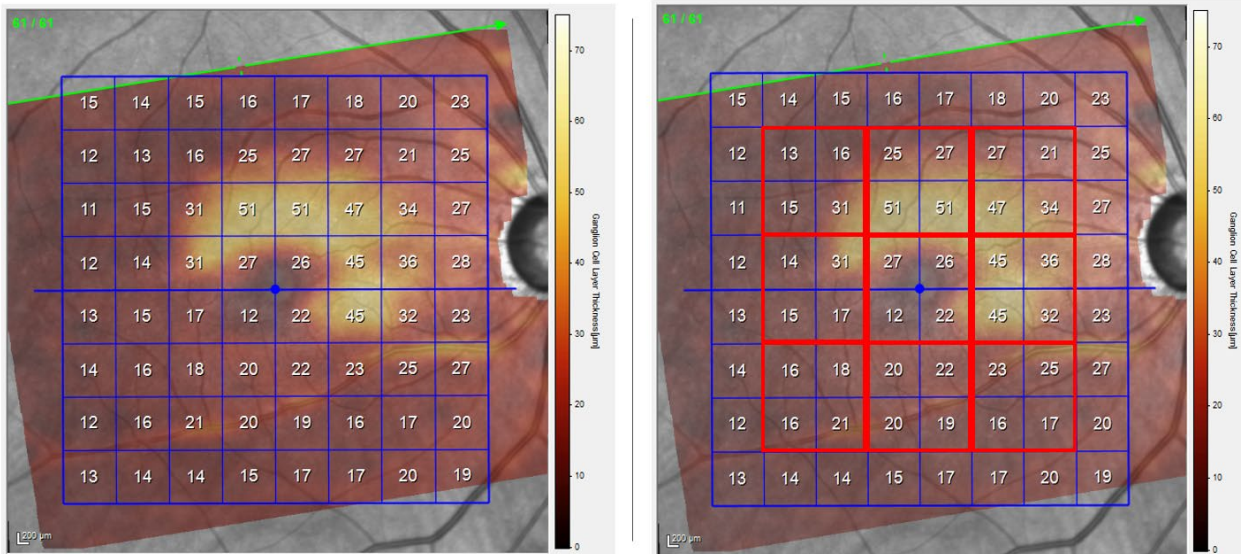 61 / 61
15 14 15 16 17 18 20 23
12 13 16 25 27 27 21 25
11 15 31 51 51 47 34 27
12 14 31 27 26 45 36 28
13 15 17 12 22 45 32 23
14 16 18 20 22 23 25 27
12 16 21 20 19 16 17 20
13 14 14 15 17 17 20 19
200 µm
70
60
50
40
30
20
10
0
Ganglion Cell Layer Thickness[µm]
61 / 61
15 14 15 16 17 18 20 23
12 13 16 25 27 27 21 25
11 15 31 51 51 47 34 27
12 14 31 27 26 45 36 28
13 15 17 12 22 45 32 23
14 16 18 20 22 23 25 27
12 16 21 20 19 16 17 20
13 14 14 15 17 17 20 19
200 µm
70
60
50
40
30
20
10
0
Ganglion Cell Layer Thickness[µm]